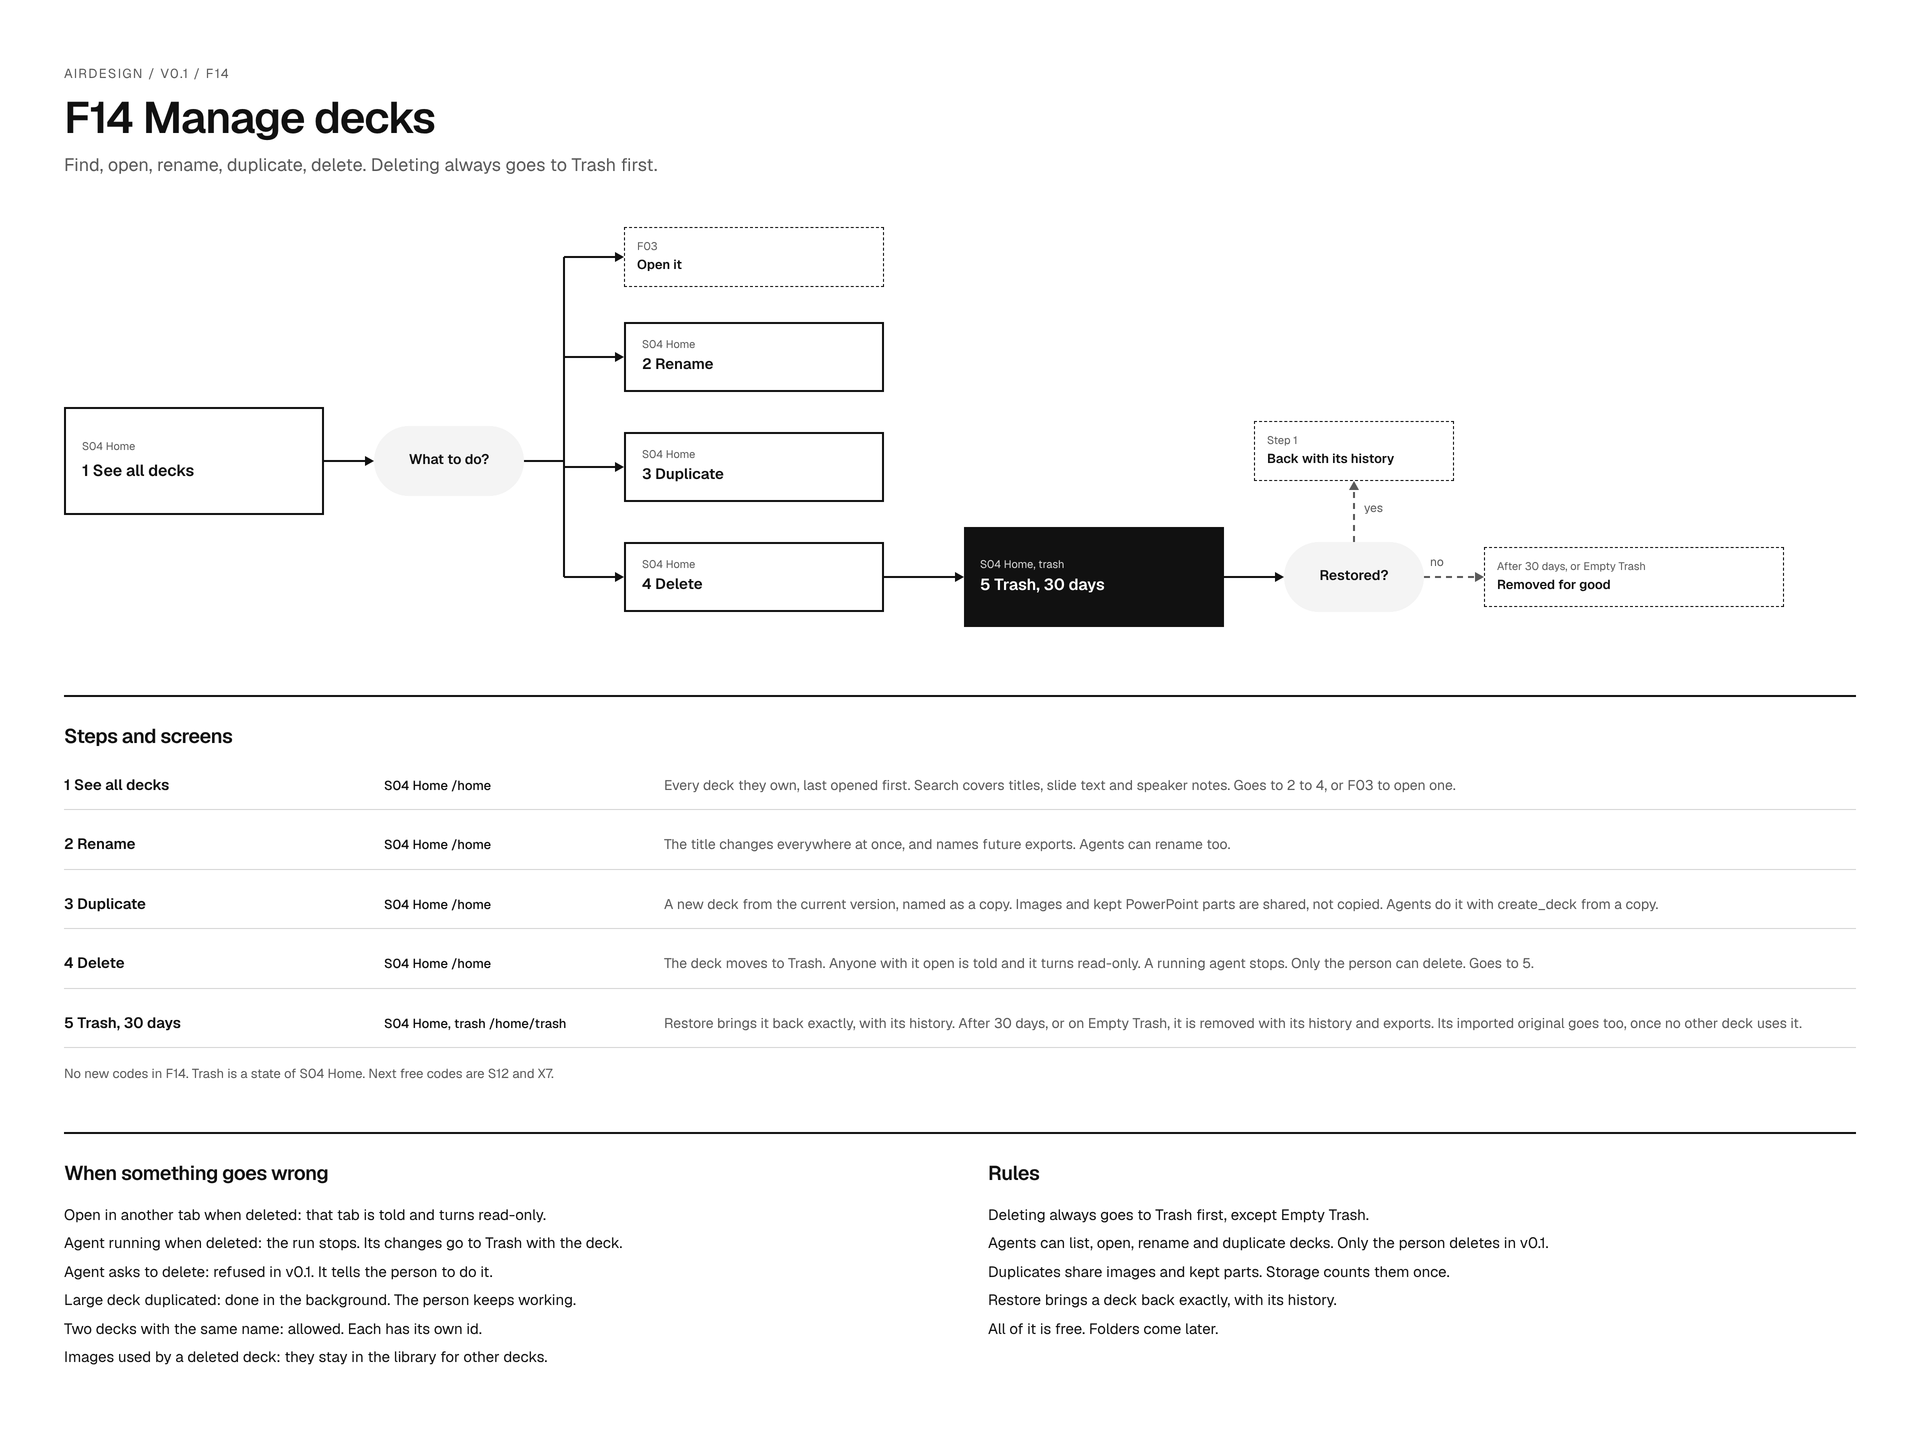 AIRDESIGN / V0.1 / F14
F14 Manage decks
Find, open, rename, duplicate, delete. Deleting always goes to Trash first.
F03
Open it
S04 Home
2 Rename
S04 Home
1 See all decks
What to do?
S04 Home
3 Duplicate
S04 Home
4 Delete
S04 Home, trash
5 Trash, 30 days
Step 1
Back with its history
yes
Restored?
no
After 30 days, or Empty Trash
Removed for good
Steps and screens
1 See all decks S04 Home /home Every deck they own, last opened first. Search covers titles, slide text and speaker notes. Goes to 2 to 4, or F03 to open one.
2 Rename S04 Home /home The title changes everywhere at once, and names future exports. Agents can rename too.
3 Duplicate S04 Home /home A new deck from the current version, named as a copy. Images and kept PowerPoint parts are shared, not copied. Agents do it with create_deck from a copy.
4 Delete S04 Home /home The deck moves to Trash. Anyone with it open is told and it turns read-only. A running agent stops. Only the person can delete. Goes to 5.
5 Trash, 30 days S04 Home, trash /home/trash Restore brings it back exactly, with its history. After 30 days, or on Empty Trash, it is removed with its history and exports. Its imported original goes too, once no other deck uses it.
No new codes in F14. Trash is a state of S04 Home. Next free codes are S12 and X7.
When something goes wrong
Open in another tab when deleted: that tab is told and turns read-only.
Agent running when deleted: the run stops. Its changes go to Trash with the deck.
Agent asks to delete: refused in v0.1. It tells the person to do it.
Large deck duplicated: done in the background. The person keeps working.
Two decks with the same name: allowed. Each has its own id.
Images used by a deleted deck: they stay in the library for other decks.
Rules
Deleting always goes to Trash first, except Empty Trash.
Agents can list, open, rename and duplicate decks. Only the person deletes in v0.1.
Duplicates share images and kept parts. Storage counts them once.
Restore brings a deck back exactly, with its history.
All of it is free. Folders come later.